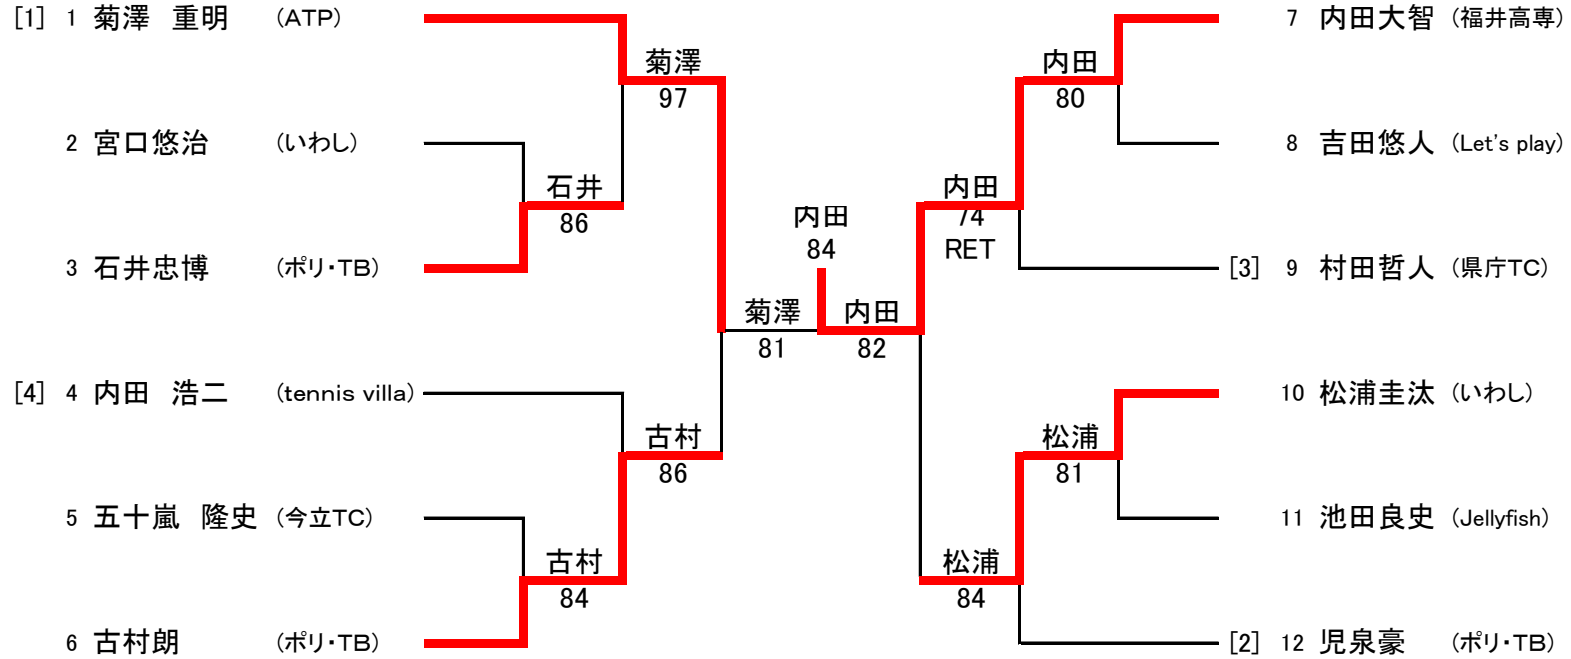 [1] 1 菊澤　重明 (ATP)
菊澤
97
2 宮口悠治 (いわし)
石井
86
3 石井忠博 (ポリ・TB)
菊澤
81
[4] 4 内田　浩二 (tennis villa)
古村
86
5 五十嵐　隆史 (今立TC)
古村
84
6 古村朗 (ポリ・TB)
内田
84
内田
82
7 内田大智 (福井高専)
内田
80
8 吉田悠人 (Let's play)
内田
74
RET
[3] 9 村田哲人 (県庁TC)
10 松浦圭汰 (いわし)
松浦
81
11 池田良史 (Jellyfish)
松浦
84
[2] 12 児泉豪 (ポリ・TB)